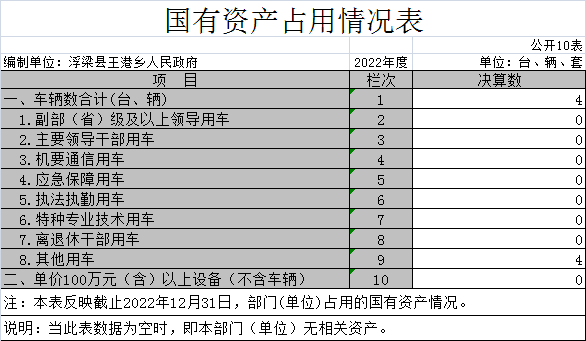 国有资产占用情况表
公开10表
编制单位：浮梁县王港乡人民政府 2022年度 单位：台、辆、套
项 目 栏次 决算数
一、车辆数合计(台、辆) 1 4
1.副部（省）级及以上领导用车 2 0
2.主要领导干部用车 3 0
3.机要通信用车 4 0
4.应急保障用车 5 0
5.执法执勤用车 6 0
6.特种专业技术用车 7 0
7.离退休干部用车 8 0
8.其他用车 9 4
二、单价100万元（含）以上设备（不含车辆） 10 0
注：本表反映截止2022年12月31日，部门(单位)占用的国有资产情况。
说明：当此表数据为空时，即本部门（单位）无相关资产。